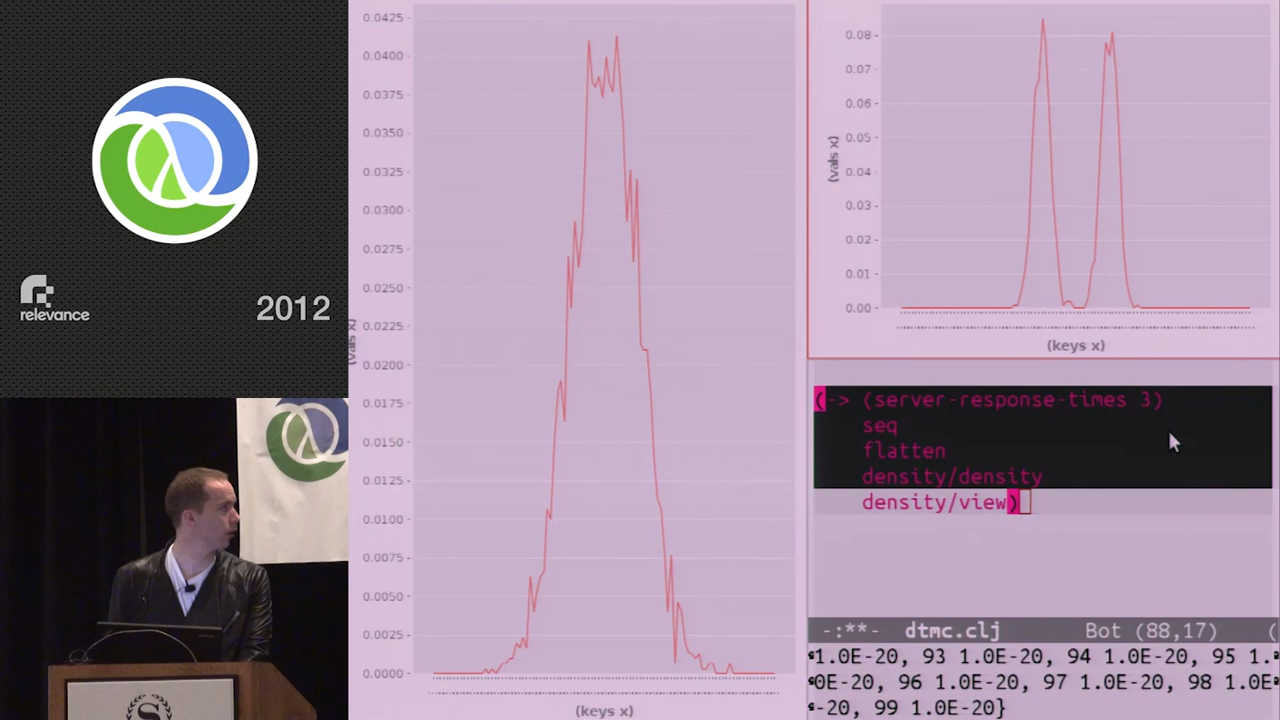 relevance
2012
0.0425
0.0400
0.0375
0.0350
0.0325
0.0300
0.0275
0.0250
0.0225
0.0200
0.0175
0.0150
0.0125
0.0100
0.0075
0.0050
0.0025
0.0000
(vals x)
(keys x)
0.08
0.07
0.06
0.05
0.04
0.03
0.02
0.01
0.00
(vals x)
(keys x)
(-> (server-response-times 3)
seq
flatten
density/density
density/view)
-:**- dtmc.clj Bot (88,17) (
1.0E-20, 93 1.0E-20, 94 1.0E-20, 95 1.
0E-20, 96 1.0E-20, 97 1.0E-20, 98 1.0E
-20, 99 1.0E-20}
S